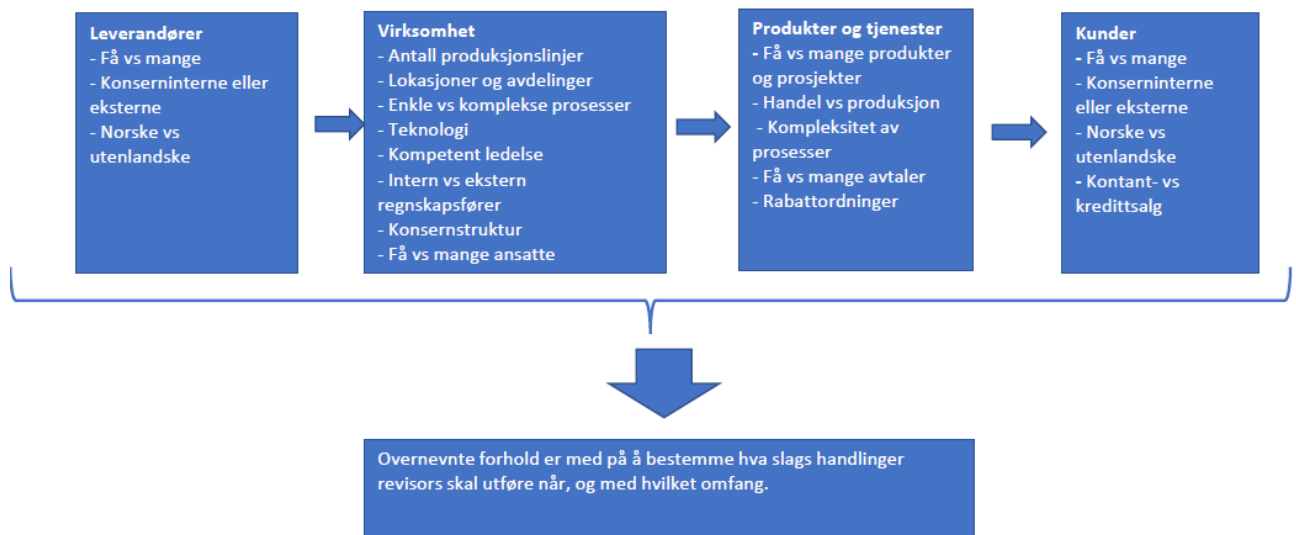 Leverandører
- Få vs mange
- Konserninterne eller
eksterne
- Norske vs
utenlandske
Virksomhet
- Antall produksjonslinjer
- Lokasjoner og avdelinger
- Enkle vs komplekse prosesser
- Teknologi
- Kompetent ledelse
- Intern vs ekstern
regnskapsfører
- Konsernstruktur
- Få vs mange ansatte
Produkter og tjenester
- Få vs mange produkter
og prosjekter
- Handel vs produksjon
- Kompleksitet av
prosesser
- Få vs mange avtaler
- Rabattordninger
Kunder
- Få vs mange
- Konserninterne
eller eksterne
- Norske vs
utenlandske
- Kontant- vs
kredittsalg
Overnevnte forhold er med på å bestemme hva slags handlinger
revisors skal utføre når, og med hvilket omfang.